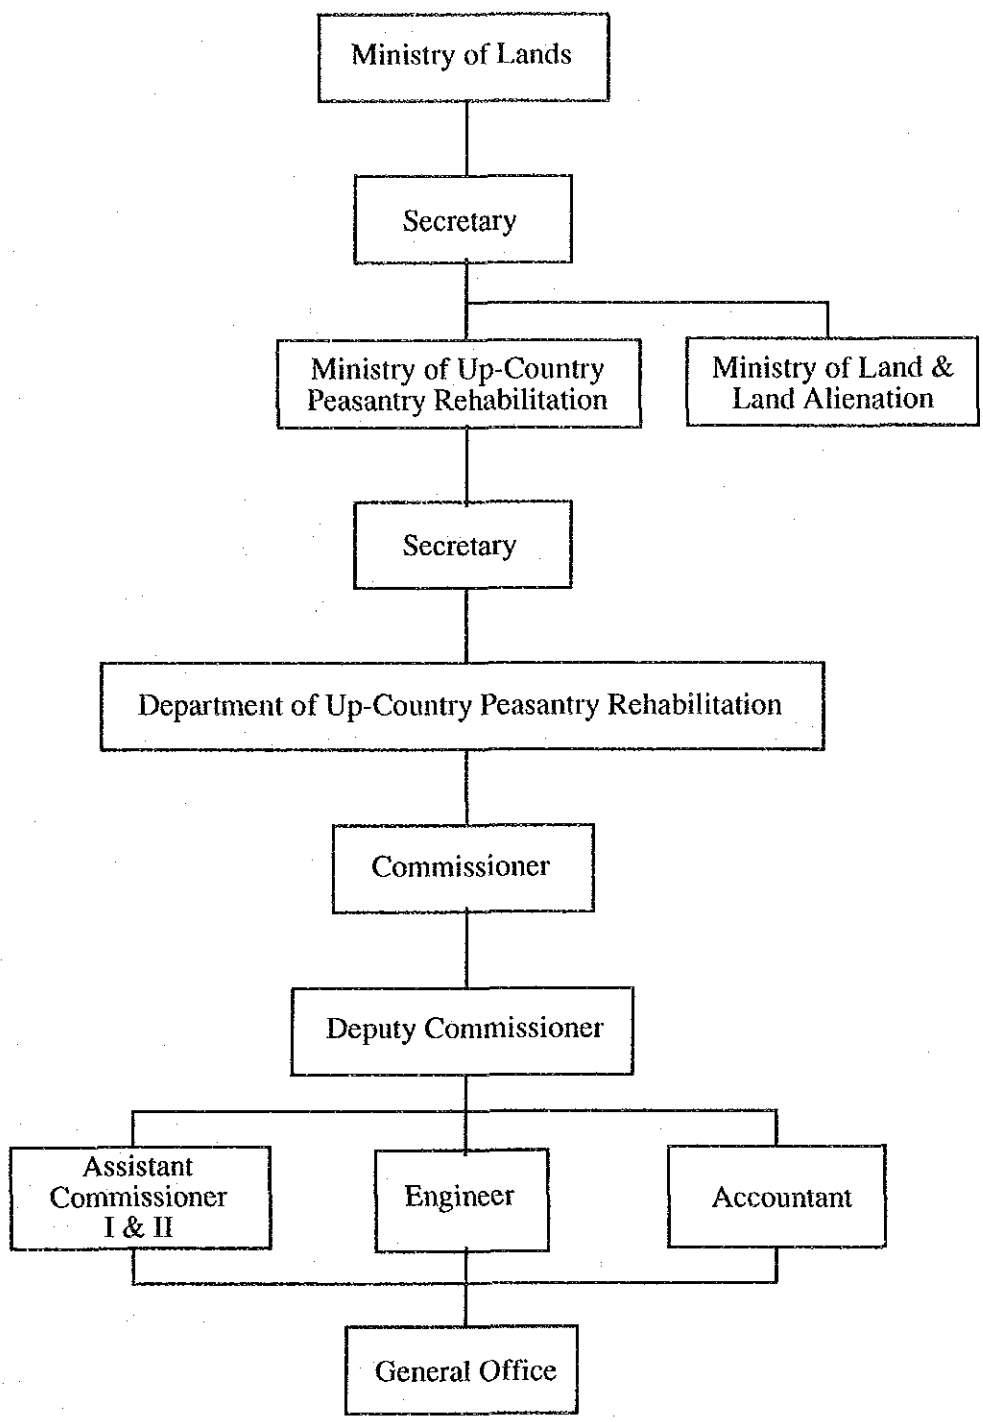 Ministry of Lands
Secretary
Ministry of Up-Country
Peasantry Rehabilitation
Ministry of Land &
Land Alienation
Secretary
Department of Up-Country Peasantry Rehabilitation
Commissioner
Deputy Commissioner
Assistant
Commissioner
I & II
Engineer
Accountant
General Office